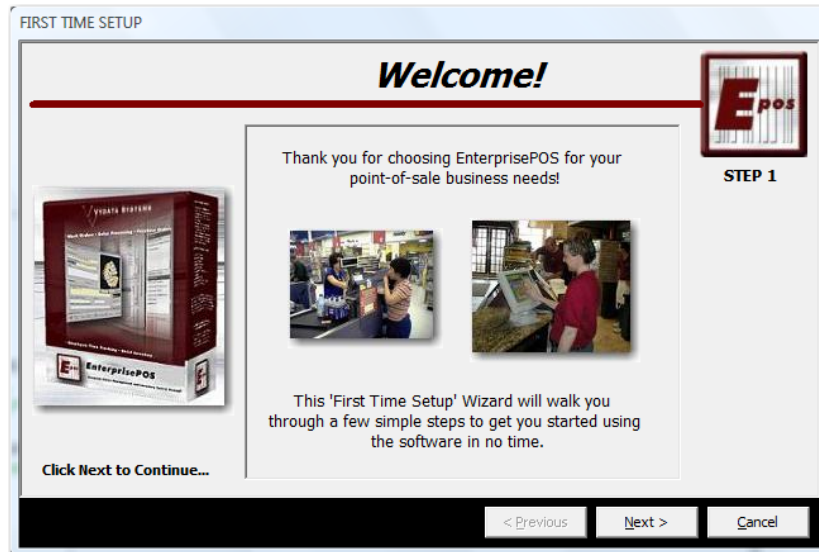 FIRST TIME SETUP
Welcome!
Epos
STEP 1
Thank you for choosing EnterprisePOS for your
point-of-sale business needs!
VYDATA SYSTEMS
EnterprisePOS
This 'First Time Setup' Wizard will walk you
through a few simple steps to get you started using
the software in no time.
Click Next to Continue...
< Previous
Next >
Cancel